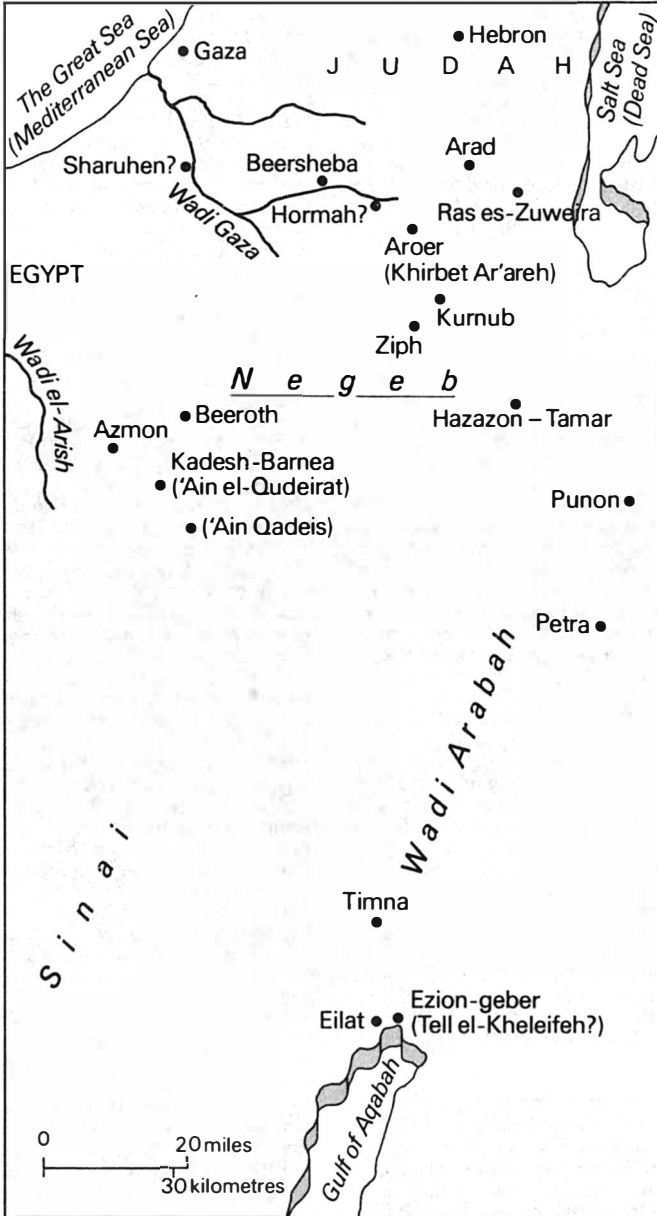 The Great Sea
(Mediterranean Sea)
Gaza
Hebron
JUDAH
Salt Sea
(Dead Sea)
Sharuhen?
Beersheba
Arad
Wadi Gaza
Hormah?
Ras es-Zuweira
Aroer
(Khirbet Ar'areh)
EGYPT
Kurnub
Ziph
Wadi el-Arish
Negeb
Beeroth
Hazazon – Tamar
Azmon
Kadesh-Barnea
('Ain el-Qudeirat)
Punon
('Ain Qadeis)
Petra
Wadi Arabah
Sinai
Timna
Eilat
Ezion-geber
(Tell el-Kheleifeh?)
Gulf of Aqabah
0 20 miles
30 kilometres